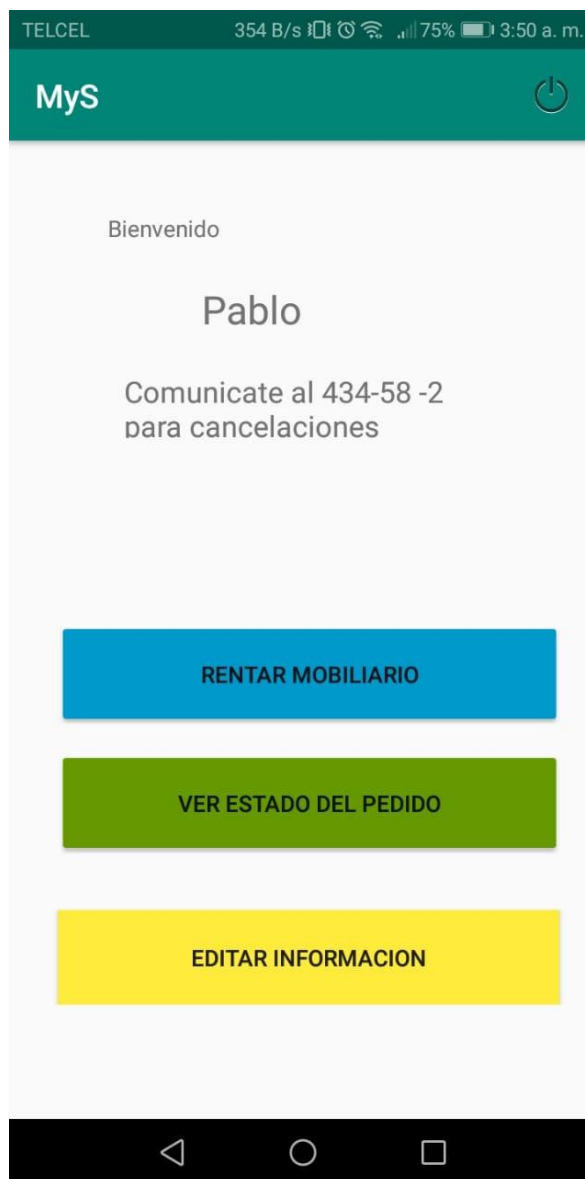 TELCEL 354 B/s 75% 3:50 a. m.
MyS
Bienvenido
Pablo
Comunicate al 434-58 -2
para cancelaciones
RENTAR MOBILIARIO
VER ESTADO DEL PEDIDO
EDITAR INFORMACION